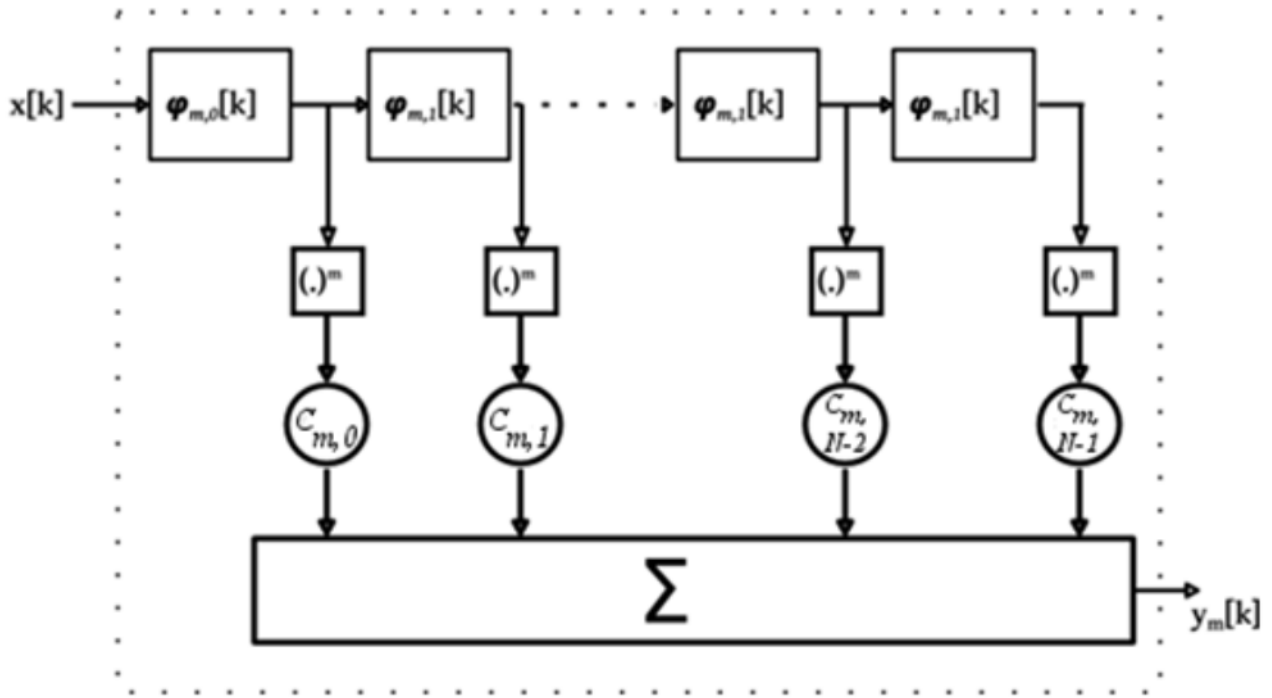 x[k]
φm,0[k]
φm,1[k]
φm,1[k]
φm,1[k]
(.)ᵐ
(.)ᵐ
(.)ᵐ
(.)ᵐ
Cm,0
Cm,1
Cm,
N-2
Cm,
N-1
Σ
ym[k]